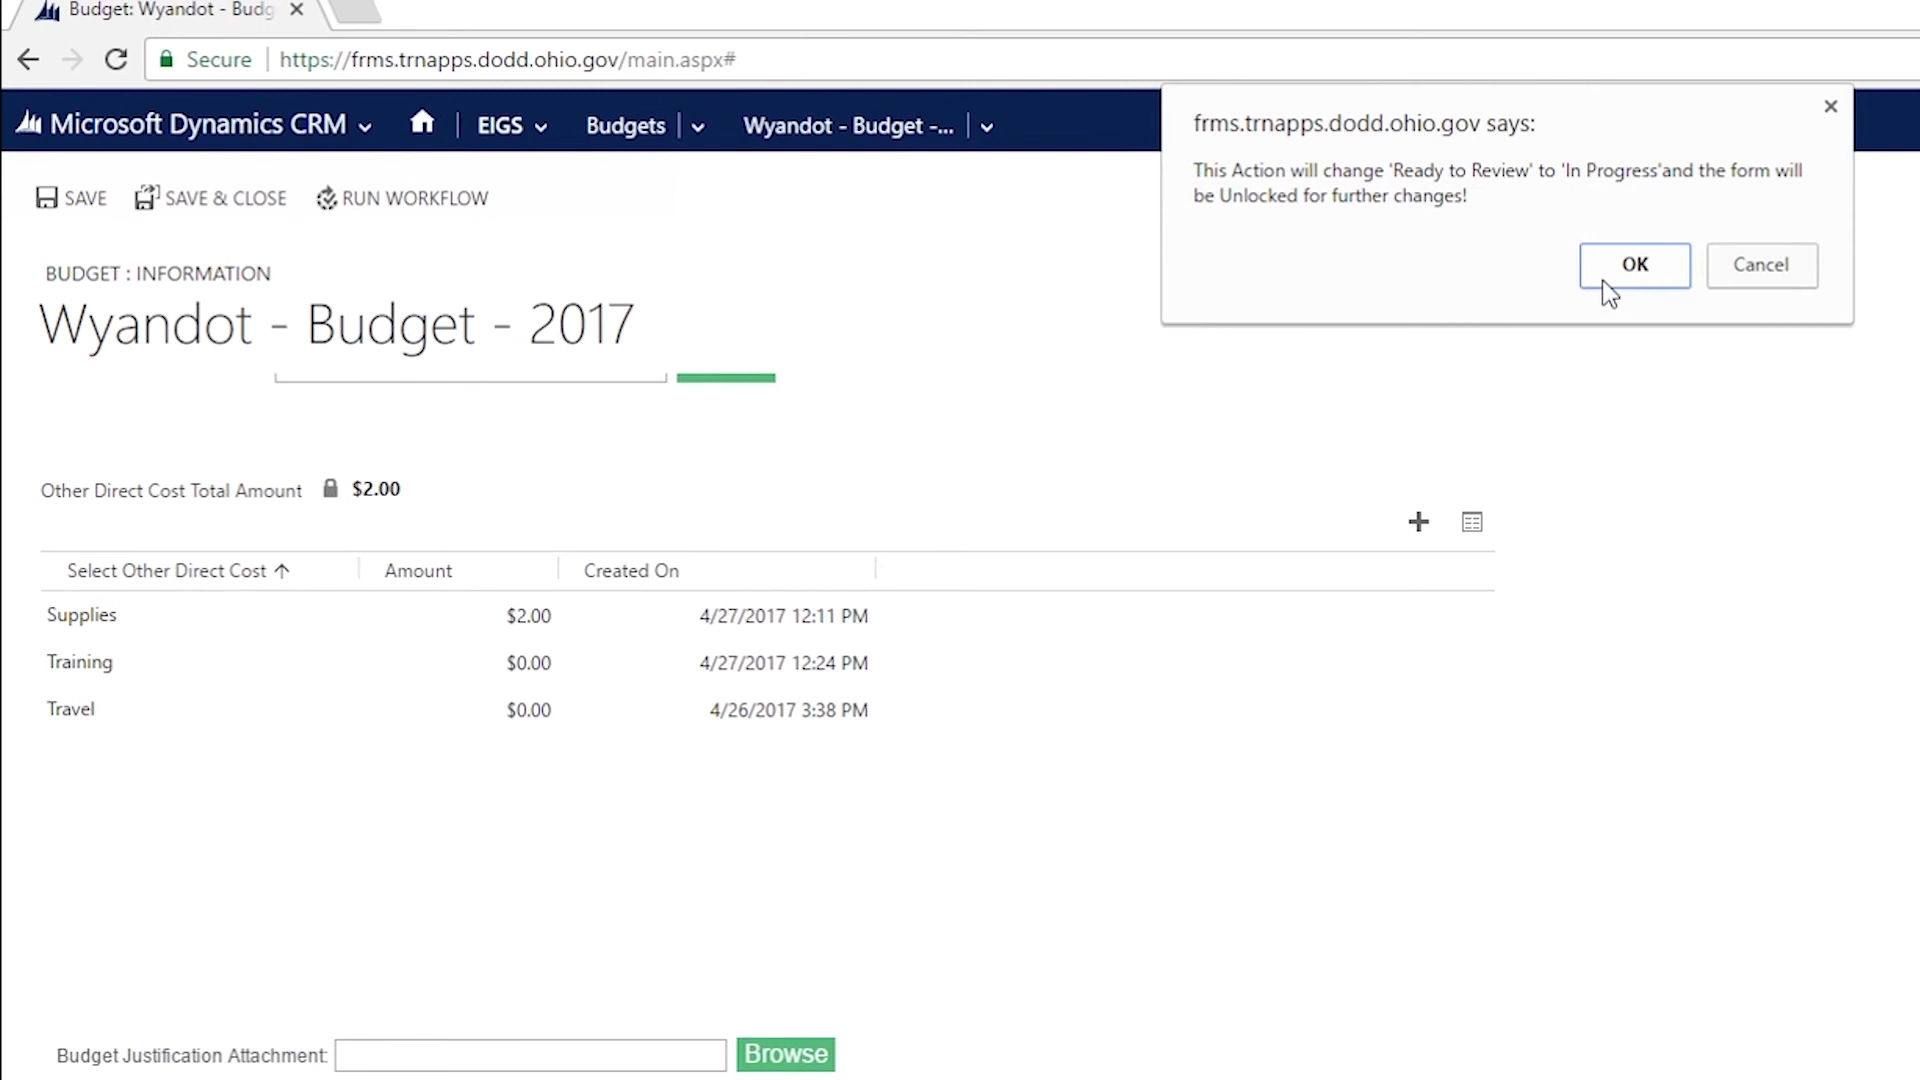 Budget: Wyandot - Budg
Secure https://frms.trnapps.dodd.ohio.gov/main.aspx#
Microsoft Dynamics CRM EIGS Budgets Wyandot - Budget -...
frms.trnapps.dodd.ohio.gov says:
This Action will change 'Ready to Review' to 'In Progress'and the form will
be Unlocked for further changes!
OK Cancel
SAVE SAVE & CLOSE RUN WORKFLOW
BUDGET : INFORMATION
Wyandot - Budget - 2017
Other Direct Cost Total Amount $2.00
Select Other Direct Cost Amount Created On
Supplies $2.00 4/27/2017 12:11 PM
Training $0.00 4/27/2017 12:24 PM
Travel $0.00 4/26/2017 3:38 PM
Budget Justification Attachment: Browse